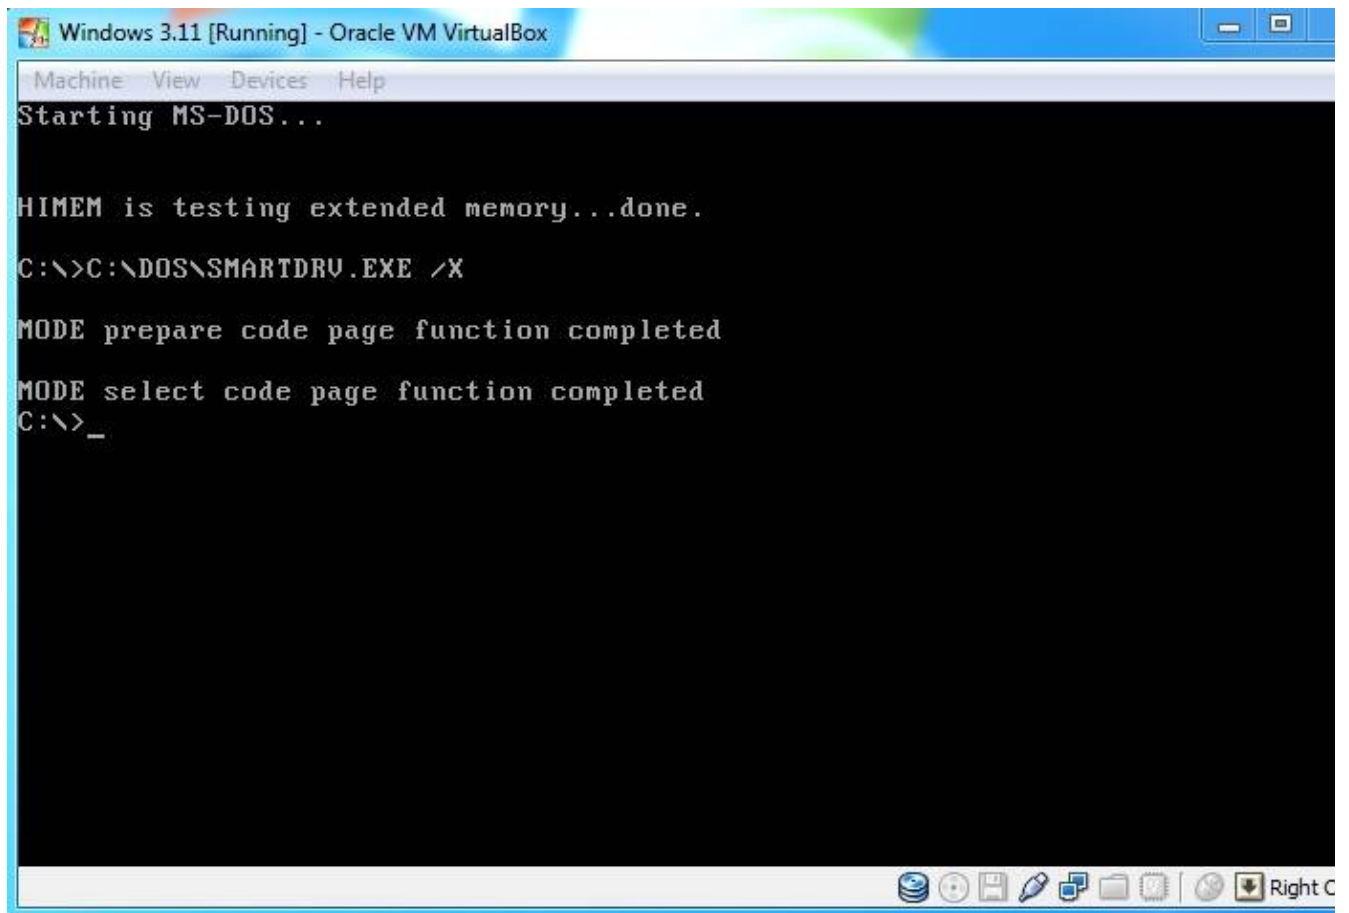 Windows 3.11 [Running] - Oracle VM VirtualBox
Machine View Devices Help
Starting MS-DOS...
HIMEM is testing extended memory...done.
C:\>C:\DOS\SMARTDRV.EXE /X
MODE prepare code page function completed
MODE select code page function completed
C:\>_
Right C